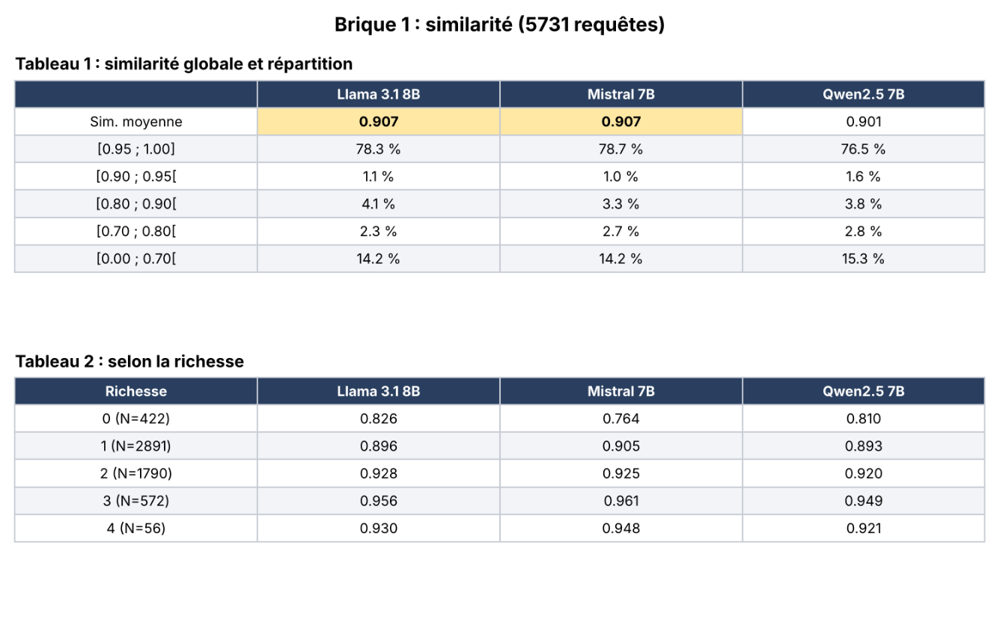 Brique 1 : similarité (5731 requêtes)
Tableau 1 : similarité globale et répartition
Llama 3.1 8B Mistral 7B Qwen2.5 7B
Sim. moyenne 0.907 0.907 0.901
[0.95 ; 1.00] 78.3 % 78.7 % 76.5 %
[0.90 ; 0.95[ 1.1 % 1.0 % 1.6 %
[0.80 ; 0.90[ 4.1 % 3.3 % 3.8 %
[0.70 ; 0.80[ 2.3 % 2.7 % 2.8 %
[0.00 ; 0.70[ 14.2 % 14.2 % 15.3 %
Tableau 2 : selon la richesse
Richesse Llama 3.1 8B Mistral 7B Qwen2.5 7B
0 (N=422) 0.826 0.764 0.810
1 (N=2891) 0.896 0.905 0.893
2 (N=1790) 0.928 0.925 0.920
3 (N=572) 0.956 0.961 0.949
4 (N=56) 0.930 0.948 0.921